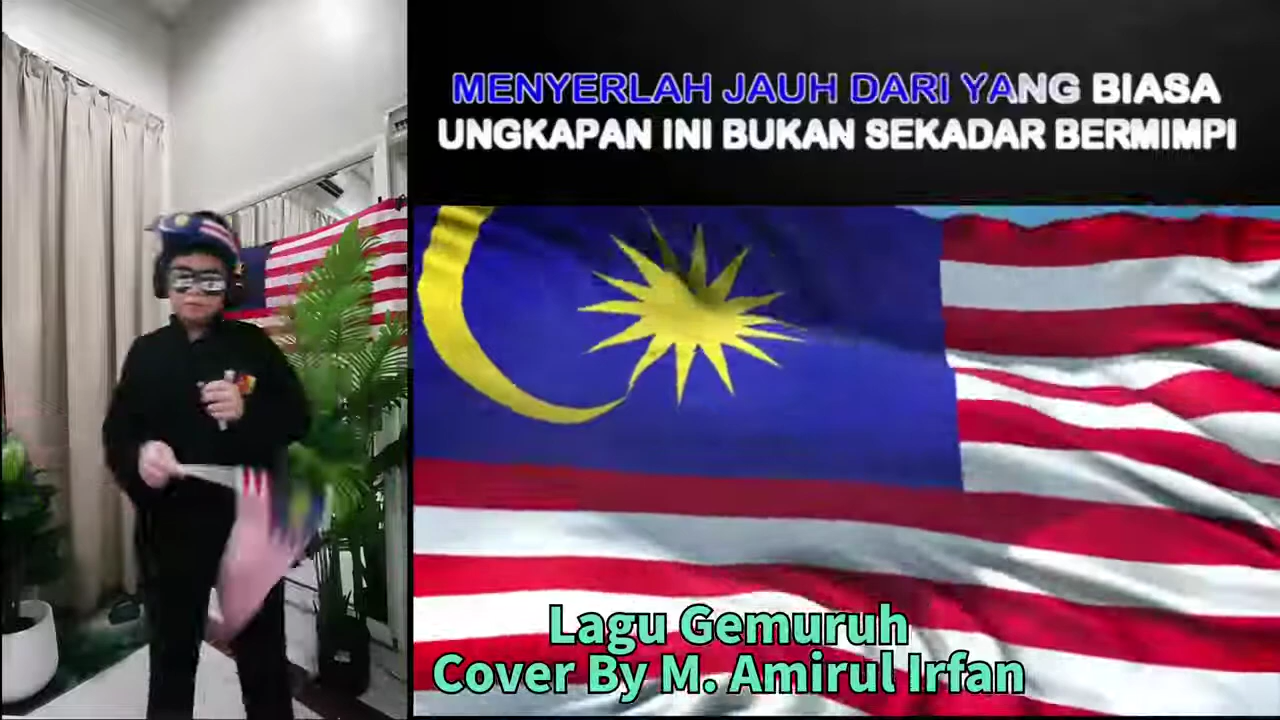 MENYERLAH JAUH DARI YANG BIASA
UNGKAPAN INI BUKAN SEKADAR BERMIMPI
Lagu Gemuruh
Cover By M. Amirul Irfan